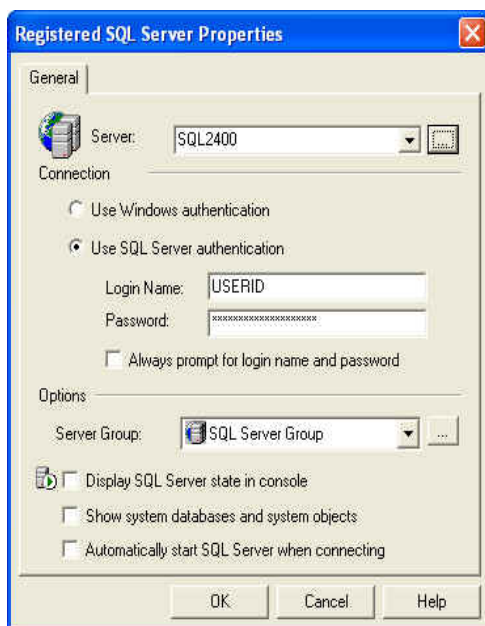 Registered SQL Server Properties
General
Server: SQL2400 ...
Connection
Use Windows authentication
Use SQL Server authentication
Login Name: USERID
Password: *******************
Always prompt for login name and password
Options
Server Group: SQL Server Group ...
Display SQL Server state in console
Show system databases and system objects
Automatically start SQL Server when connecting
OK Cancel Help